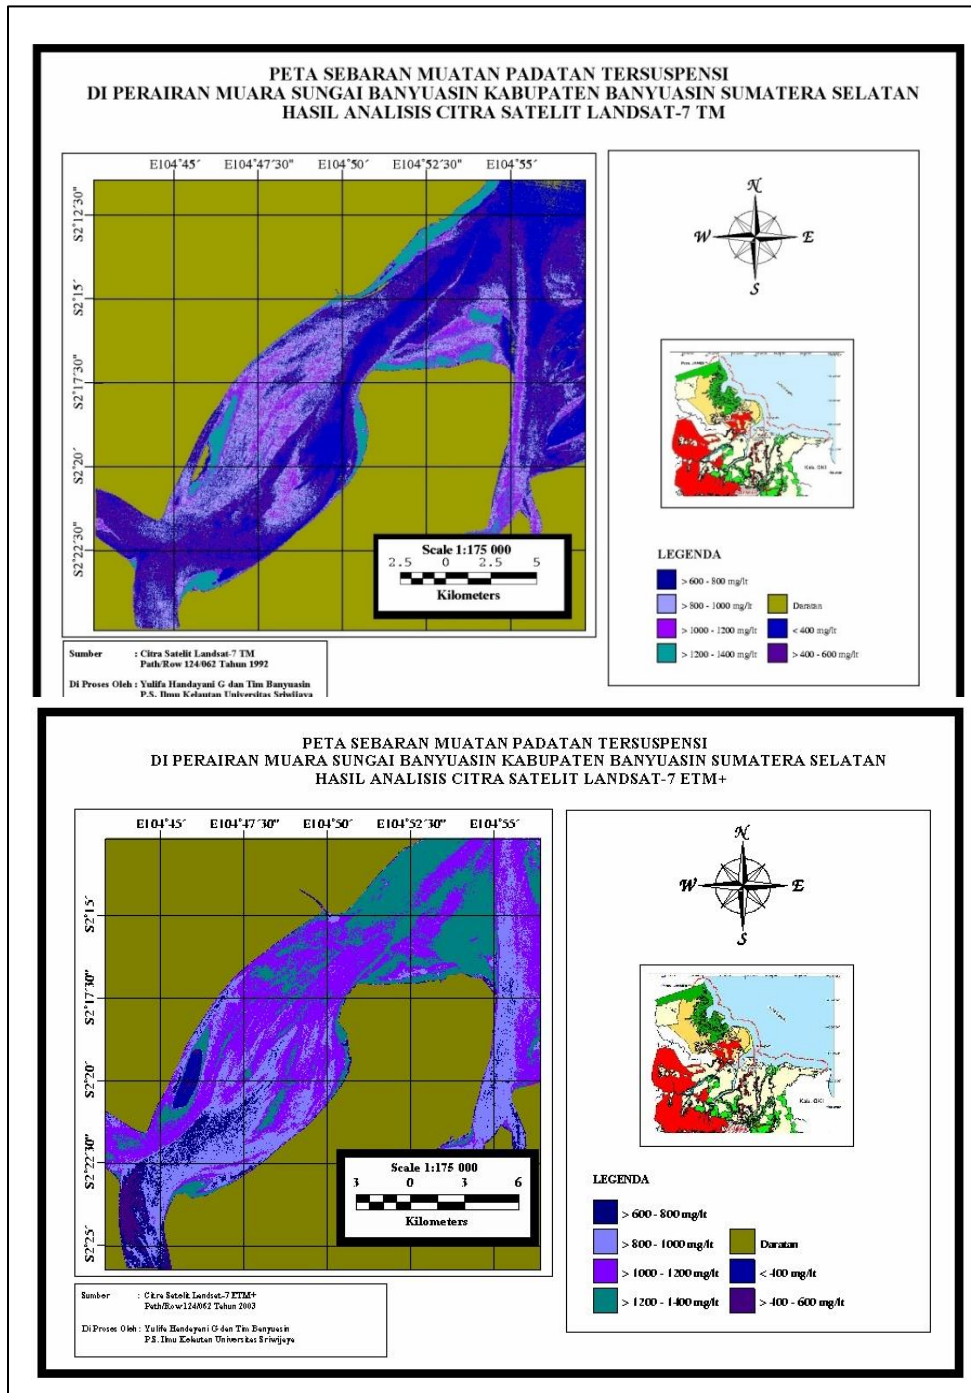 PETA SEBARAN MUATAN PADATAN TERSUSPENSI
DI PERAIRAN MUARA SUNGAI BANYUASIN KABUPATEN BANYUASIN SUMATERA SELATAN
HASIL ANALISIS CITRA SATELIT LANDSAT-7 TM
E104°45´ E104°47´30" E104°50´ E104°52´30" E104°55´
S2°12´30"
S2°15´
S2°17´30"
S2°20´
S2°22´30"
N
W E
S
Kab. OKI
Scale 1:175 000
2.5 0 2.5 5
Kilometers
LEGENDA
> 600 - 800 mg/lt
> 800 - 1000 mg/lt Daratan
> 1000 - 1200 mg/lt < 400 mg/lt
> 1200 - 1400 mg/lt > 400 - 600 mg/lt
Sumber : Citra Satelit Landsat-7 TM
Path/Row 124/062 Tahun 1992
Di Proses Oleh : Yulifa Handayani G dan Tim Banyuasin
P.S. Ilmu Kelautan Universitas Sriwijaya
PETA SEBARAN MUATAN PADATAN TERSUSPENSI
DI PERAIRAN MUARA SUNGAI BANYUASIN KABUPATEN BANYUASIN SUMATERA SELATAN
HASIL ANALISIS CITRA SATELIT LANDSAT-7 ETM+
E104°45´ E104°47´30" E104°50´ E104°52´30" E104°55´
S2°15´
S2°17´30"
S2°20´
S2°22´30"
S2°25´
N
W E
S
Kab. OKI
Scale 1:175 000
3 0 3 6
Kilometers
LEGENDA
> 600 - 800 mg/lt
> 800 - 1000 mg/lt Daratan
> 1000 - 1200 mg/lt < 400 mg/lt
> 1200 - 1400 mg/lt > 400 - 600 mg/lt
Sumber : Citra Satelit Landsat-7 ETM+
Path/Row 124/062 Tahun 2003
Di Proses Oleh : Yulifa Handayani G dan Tim Banyuasin
P.S. Ilmu Kelautan Universitas Sriwijaya